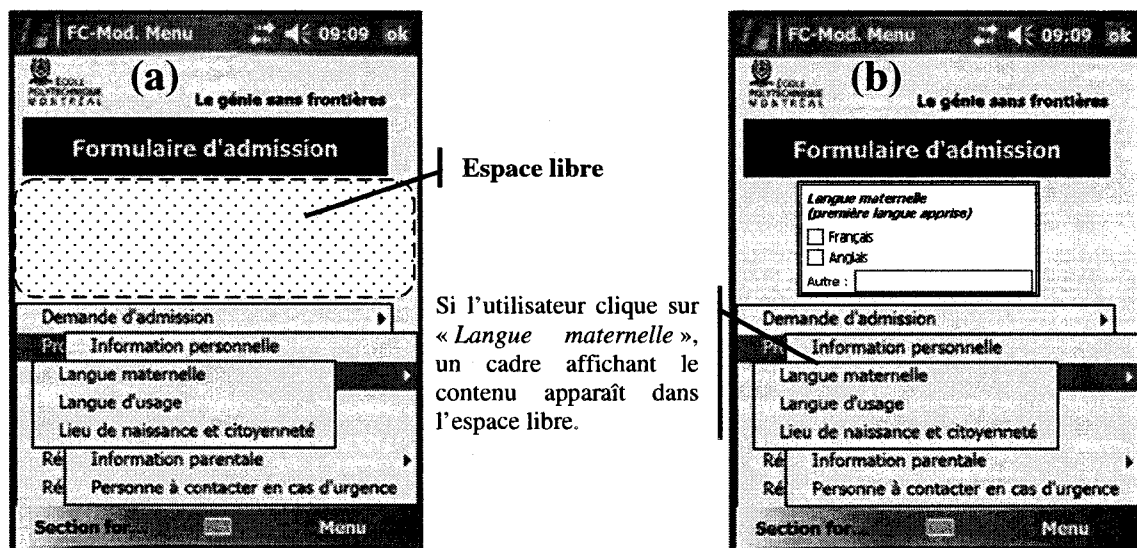 FC-Mod. Menu 09:09 ok
(a)
ÉCOLE
POLYTECHNIQUE
MONTRÉAL
Le génie sans frontières
Formulaire d'admission
Demande d'admission
Information personnelle
Langue maternelle
Langue d'usage
Lieu de naissance et citoyenneté
Ré Information parentale
Ré Personne à contacter en cas d'urgence
Section for... Menu
Espace libre
Si l'utilisateur clique sur
« Langue maternelle »,
un cadre affichant le
contenu apparaît dans
l'espace libre.
FC-Mod. Menu 09:09 ok
(b)
ÉCOLE
POLYTECHNIQUE
MONTRÉAL
Le génie sans frontières
Formulaire d'admission
Langue maternelle
(première langue apprise)
Français
Anglais
Autre :
Demande d'admission
Information personnelle
Langue maternelle
Langue d'usage
Lieu de naissance et citoyenneté
Ré Information parentale
Ré Personne à contacter en cas d'urgence
Section for... Menu